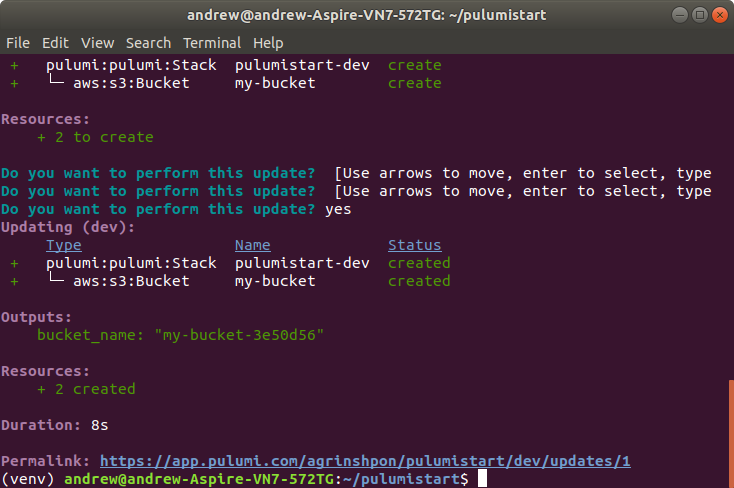 andrew@andrew-Aspire-VN7-572TG: ~/pulumistart
File Edit View Search Terminal Help
+ pulumi:pulumi:Stack pulumistart-dev create
+ └─ aws:s3:Bucket my-bucket create
Resources:
+ 2 to create
Do you want to perform this update? [Use arrows to move, enter to select, type
Do you want to perform this update? [Use arrows to move, enter to select, type
Do you want to perform this update? yes
Updating (dev):
Type Name Status
+ pulumi:pulumi:Stack pulumistart-dev created
+ └─ aws:s3:Bucket my-bucket created
Outputs:
bucket_name: "my-bucket-3e50d56"
Resources:
+ 2 created
Duration: 8s
Permalink: https://app.pulumi.com/agrinshpon/pulumistart/dev/updates/1
(venv) andrew@andrew-Aspire-VN7-572TG:~/pulumistart$